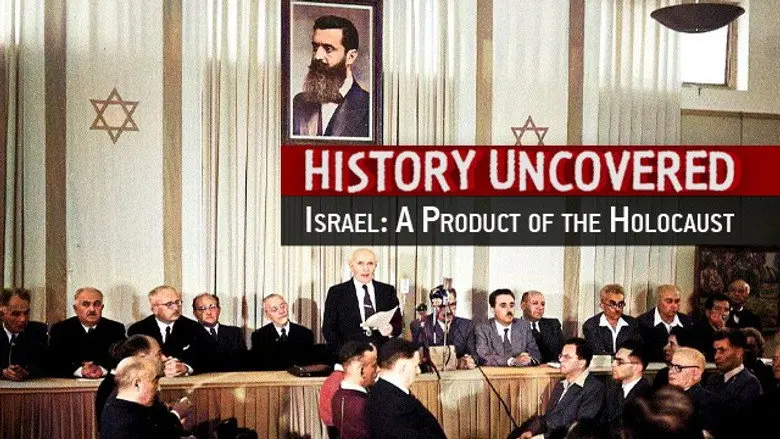 HISTORY UNCOVERED
ISRAEL: A PRODUCT OF THE HOLOCAUST